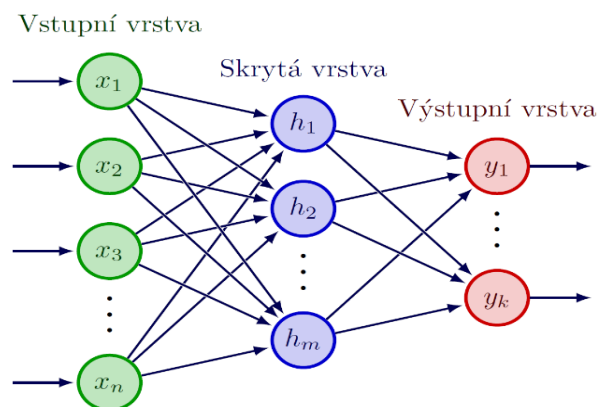 Vstupní vrstva
Skrytá vrstva
Výstupní vrstva
x₁
x₂
x₃
xₙ
h₁
h₂
hₘ
y₁
yₖ